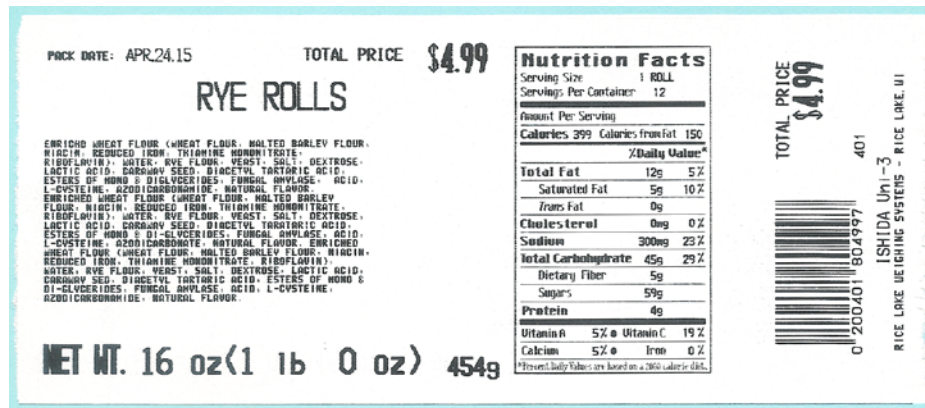 PACK DATE: APR.24.15 TOTAL PRICE $4.99
RYE ROLLS
ENRICHD WHEAT FLOUR (WHEAT FLOUR, MALTED BARLEY FLOUR,
NIACIN, REDUCED IRON, THIAMINE MONONITRATE,
RIBOFLAVIN), WATER, RYE FLOUR, YEAST, SALT, DEXTROSE,
LACTIC ACID, CARAWAY SEED, DIACETYL TARTARIC ACID,
ESTERS OF MONO & DIGLYCERIDES, FUNGAL AMYLASE, ACID,
L-CYSTEINE, AZODICARBONAMIDE, NATURAL FLAVOR.
ENRICHED WHEAT FLOUR (WHEAT FLOUR, MALTED BARLEY
FLOUR, NIACIN, REDUCED IRON, THIAMINE MONONITRATE,
RIBOFLAVIN), WATER, RYE FLOUR, YEAST, SALT, DEXTROSE,
LACTIC ACID, CARAWAY SEED, DIACETYL TARATARIC ACID,
ESTERS OF MONO & DI-GLYCERIDES, FUNGAL AMYLASE, ACID,
L-CYSTEINE, AZODICARBONATE, NATURAL FLAVOR. ENRICHED
WHEAT FLOUR (WHEAT FLOUR, MALTED BARLEY FLOUR, NIACIN,
REDUCED IRON, THIAMINE MONONITRATE, RIBOFLAVIN),
WATER, RYE FLOUR, YEAST, SALT, DEXTROSE, LACTIC ACID,
CARAWAY SED, DIACETYL TARTARIC ACID, ESTERS OF MONO &
DI-GLYCERIDES, FUNGAL AMYLASE, ACID, L-CYSTEINE,
AZODICARBONAMIDE, NATURAL FLAVOR.
NET WT. 16 oz(1 lb 0 oz) 454g
Nutrition Facts
Serving Size 1 ROLL
Servings Per Container 12
Amount Per Serving
Calories 399 Calories from Fat 150
%Daily Value*
Total Fat 12g 5%
Saturated Fat 5g 10%
Trans Fat 0g
Cholesterol 0mg 0%
Sodium 300mg 23%
Total Carbohydrate 45g 29%
Dietary Fiber 5g
Sugars 59g
Protein 4g
Vitamin A 5% • Vitamin C 19%
Calcium 5% • Iron 0%
*Percent Daily Values are based on a 2000 calorie diet.
TOTAL PRICE
$4.99
401
0 200401 804997
ISHIDA Uni-3
RICE LAKE WEIGHING SYSTEMS - RICE LAKE, WI